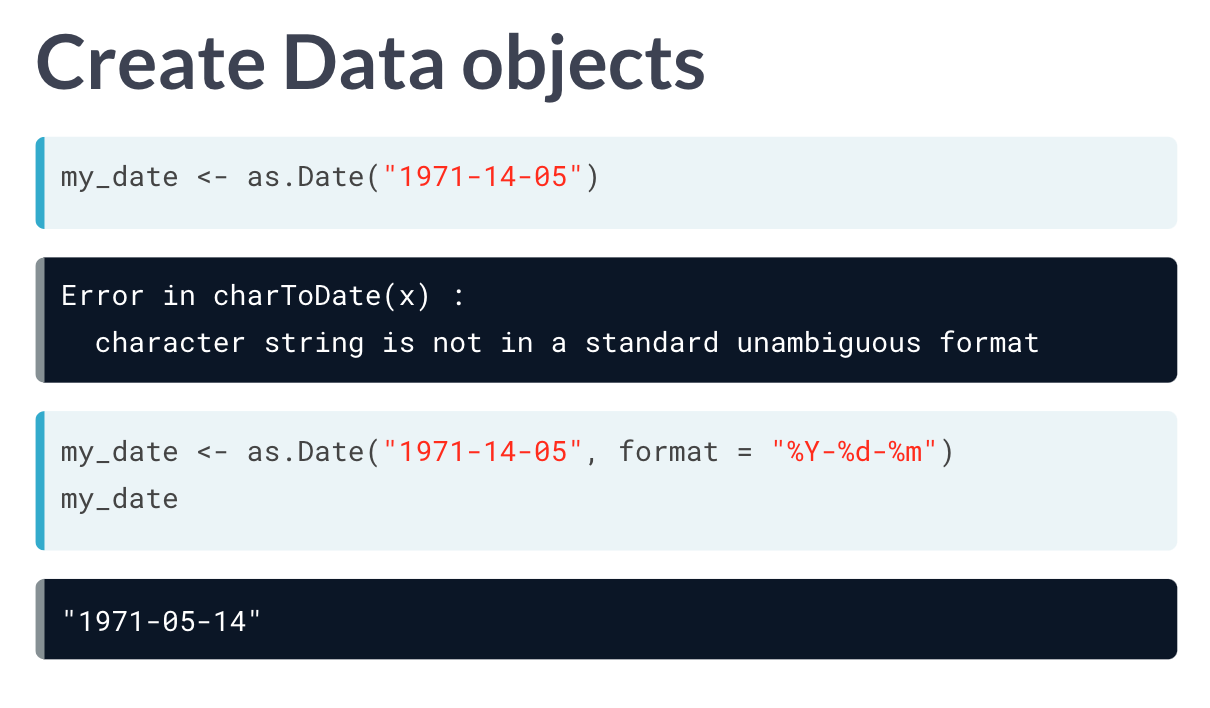 Create Data objects
my_date <- as.Date("1971-14-05")
Error in charToDate(x) :
  character string is not in a standard unambiguous format
my_date <- as.Date("1971-14-05", format = "%Y-%d-%m")
my_date
"1971-05-14"